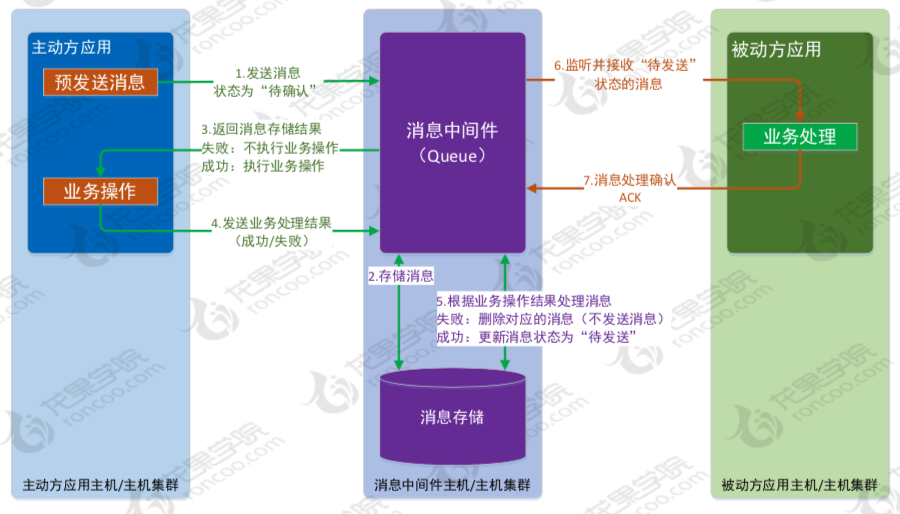 主动方应用
预发送消息
1.发送消息
状态为“待确认”
3.返回消息存储结果
失败：不执行业务操作
成功：执行业务操作
业务操作
4.发送业务处理结果
（成功/失败）
消息中间件
（Queue）
2.存储消息
5.根据业务操作结果处理消息
失败：删除对应的消息（不发送消息）
成功：更新消息状态为“待发送”
消息存储
被动方应用
6.监听并接收“待发送”
状态的消息
业务处理
7.消息处理确认
ACK
主动方应用主机/主机集群
消息中间件主机/主机集群
被动方应用主机/主机集群
龙果学院
roncoo.com